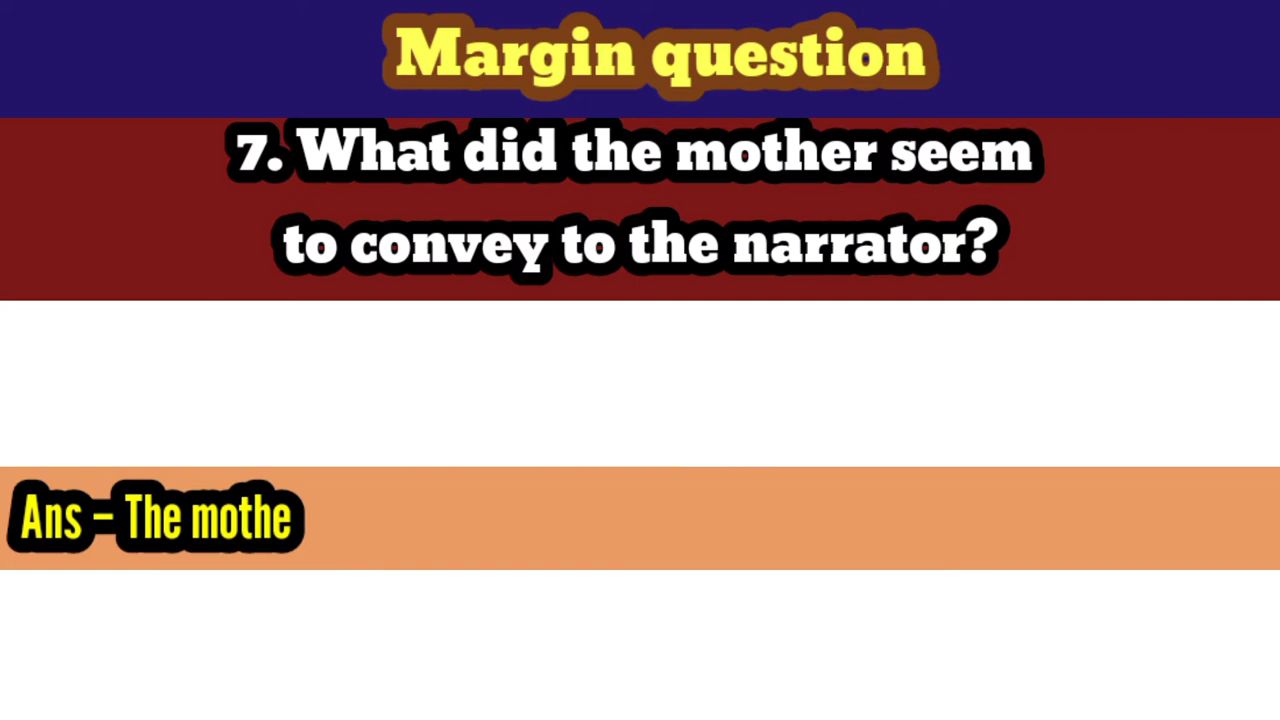 Margin question
7. What did the mother seem
to convey to the narrator?
Ans – The mothe